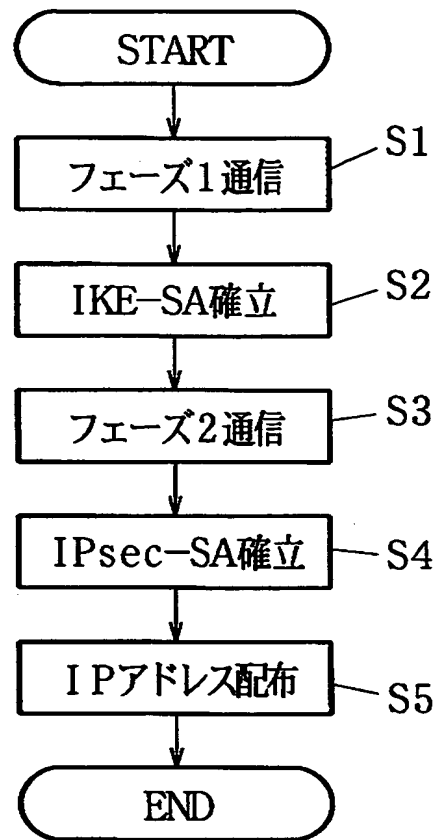 START
フェーズ1通信
S1
IKE-SA確立
S2
フェーズ2通信
S3
IPsec-SA確立
S4
IPアドレス配布
S5
END